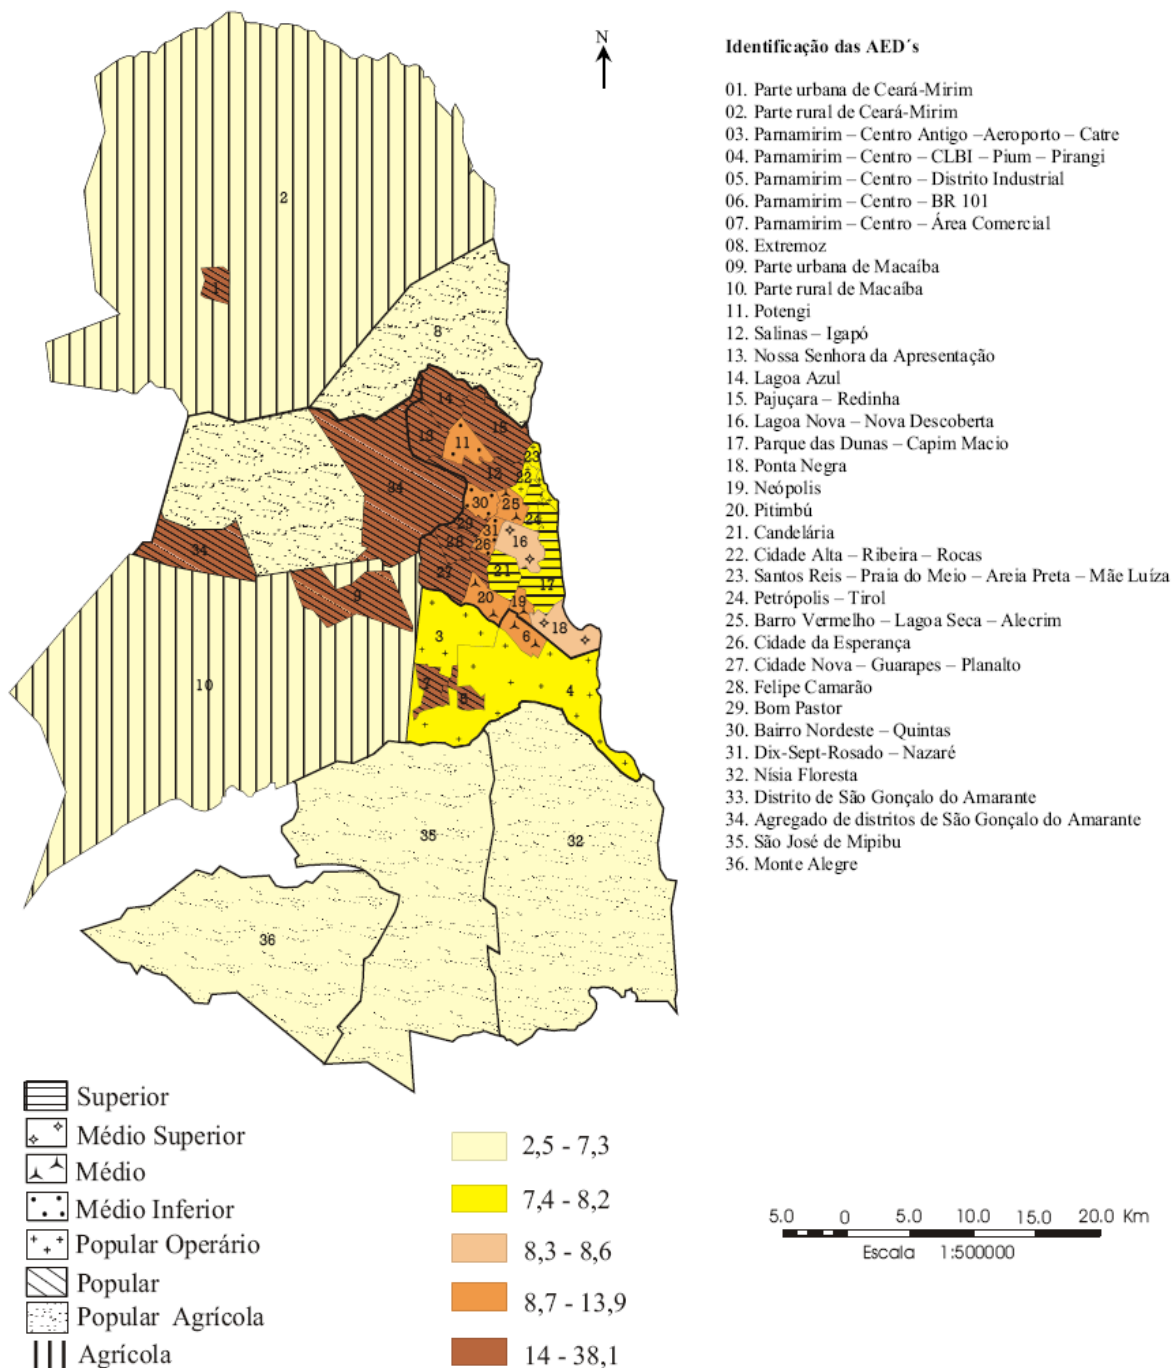 N
Identificação das AED´s
01. Parte urbana de Ceará-Mirim
02. Parte rural de Ceará-Mirim
03. Parnamirim – Centro Antigo –Aeroporto – Catre
04. Parnamirim – Centro – CLBI – Pium – Pirangi
05. Parnamirim – Centro – Distrito Industrial
06. Parnamirim – Centro – BR 101
07. Parnamirim – Centro – Área Comercial
08. Extremoz
09. Parte urbana de Macaíba
10. Parte rural de Macaíba
11. Potengi
12. Salinas – Igapó
13. Nossa Senhora da Apresentação
14. Lagoa Azul
15. Pajuçara – Redinha
16. Lagoa Nova – Nova Descoberta
17. Parque das Dunas – Capim Macio
18. Ponta Negra
19. Neópolis
20. Pitimbú
21. Candelária
22. Cidade Alta – Ribeira – Rocas
23. Santos Reis – Praia do Meio – Areia Preta – Mãe Luíza
24. Petrópolis – Tirol
25. Barro Vermelho – Lagoa Seca – Alecrim
26. Cidade da Esperança
27. Cidade Nova – Guarapes – Planalto
28. Felipe Camarão
29. Bom Pastor
30. Bairro Nordeste – Quintas
31. Dix-Sept-Rosado – Nazaré
32. Nísia Floresta
33. Distrito de São Gonçalo do Amarante
34. Agregado de distritos de São Gonçalo do Amarante
35. São José de Mipibu
36. Monte Alegre
2
1
8
14
13
11
15
12
34
23
22
30
25
24
29
31
16
28
26
34
27
21
17
9
20
19
18
3
6
10
7
5
4
35
32
36
Superior
Médio Superior
Médio
Médio Inferior
Popular Operário
Popular
Popular Agrícola
Agrícola
2,5 - 7,3
7,4 - 8,2
8,3 - 8,6
8,7 - 13,9
14 - 38,1
5.0 0 5.0 10.0 15.0 20.0 Km
Escala 1:500000